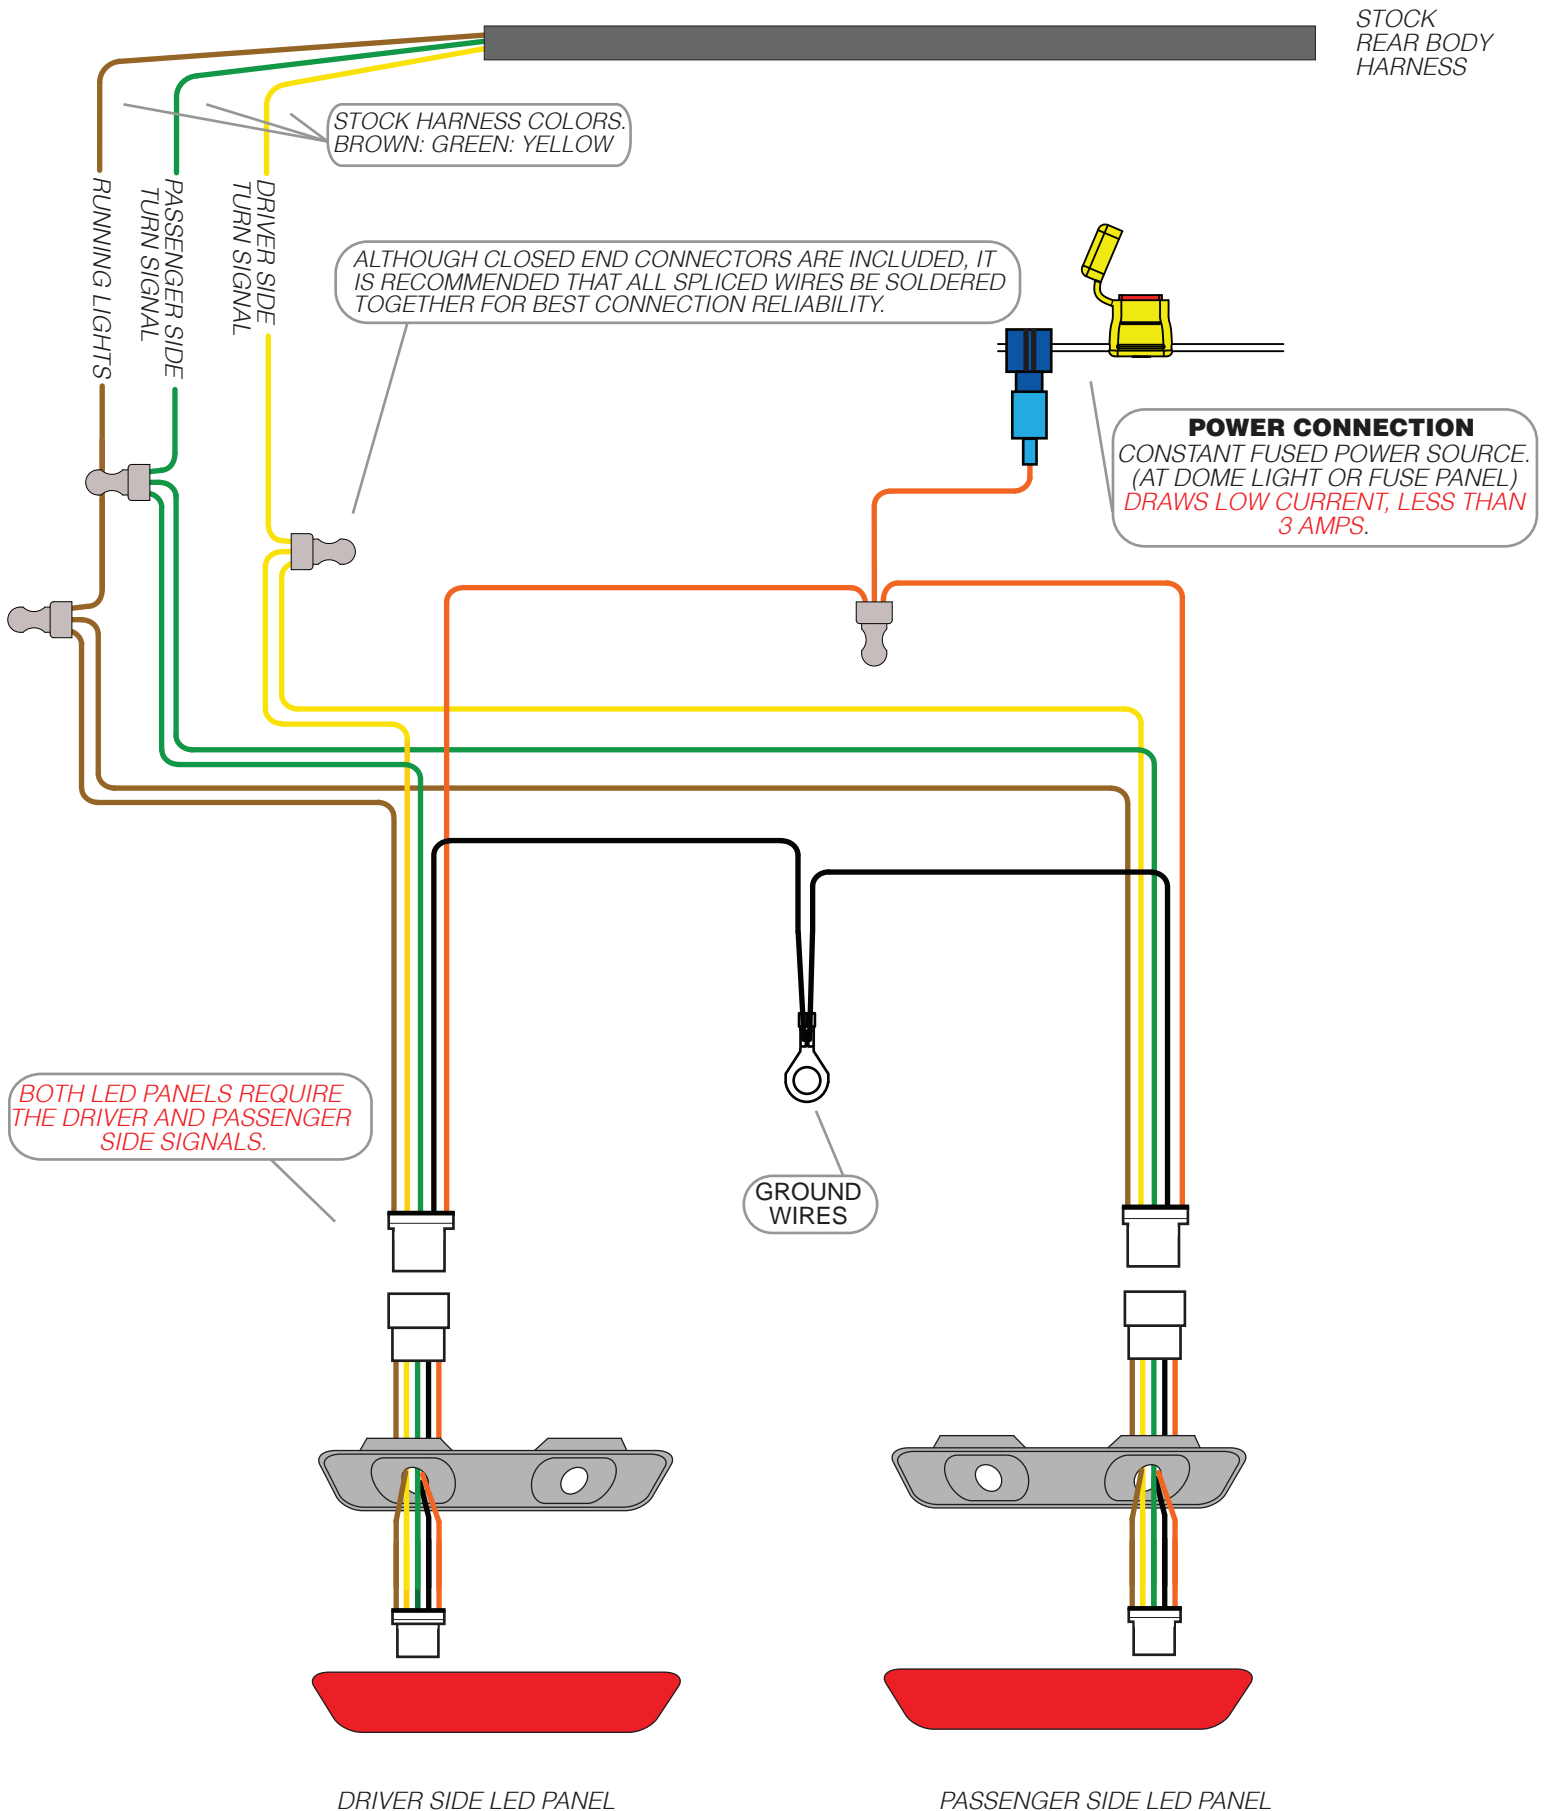 STOCK
REAR BODY
HARNESS
STOCK HARNESS COLORS.
BROWN: GREEN: YELLOW
RUNNING LIGHTS
PASSENGER SIDE
TURN SIGNAL
DRIVER SIDE
TURN SIGNAL
ALTHOUGH CLOSED END CONNECTORS ARE INCLUDED, IT
IS RECOMMENDED THAT ALL SPLICED WIRES BE SOLDERED
TOGETHER FOR BEST CONNECTION RELIABILITY.
POWER CONNECTION
CONSTANT FUSED POWER SOURCE.
(AT DOME LIGHT OR FUSE PANEL)
DRAWS LOW CURRENT, LESS THAN
3 AMPS.
BOTH LED PANELS REQUIRE
THE DRIVER AND PASSENGER
SIDE SIGNALS.
GROUND
WIRES
DRIVER SIDE LED PANEL
PASSENGER SIDE LED PANEL